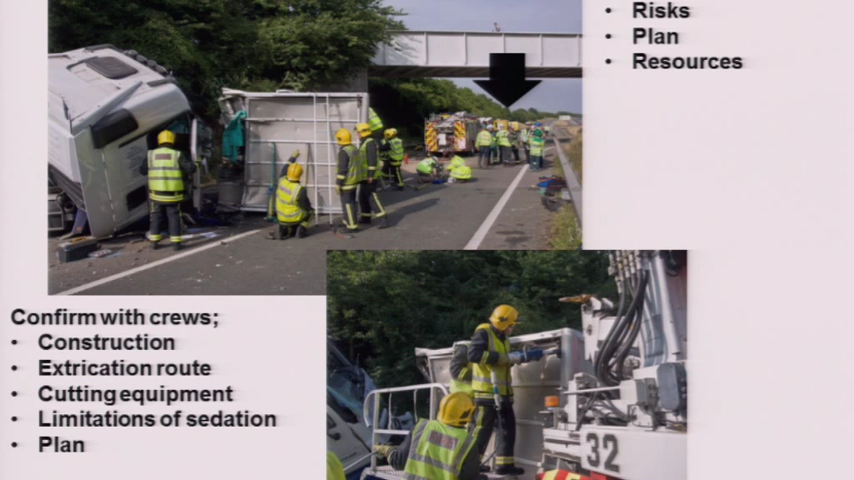 • Risks
• Plan
• Resources
Confirm with crews;
• Construction
• Extrication route
• Cutting equipment
• Limitations of sedation
• Plan
32